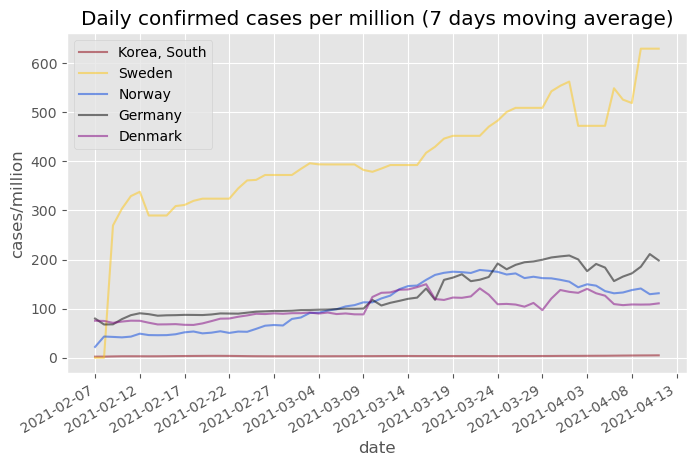 Daily confirmed cases per million (7 days moving average)
Korea, South
Sweden
Norway
Germany
Denmark
cases/million
600
500
400
300
200
100
0
2021-02-07
2021-02-12
2021-02-17
2021-02-22
2021-02-27
2021-03-04
2021-03-09
2021-03-14
2021-03-19
2021-03-24
2021-03-29
2021-04-03
2021-04-08
2021-04-13
date